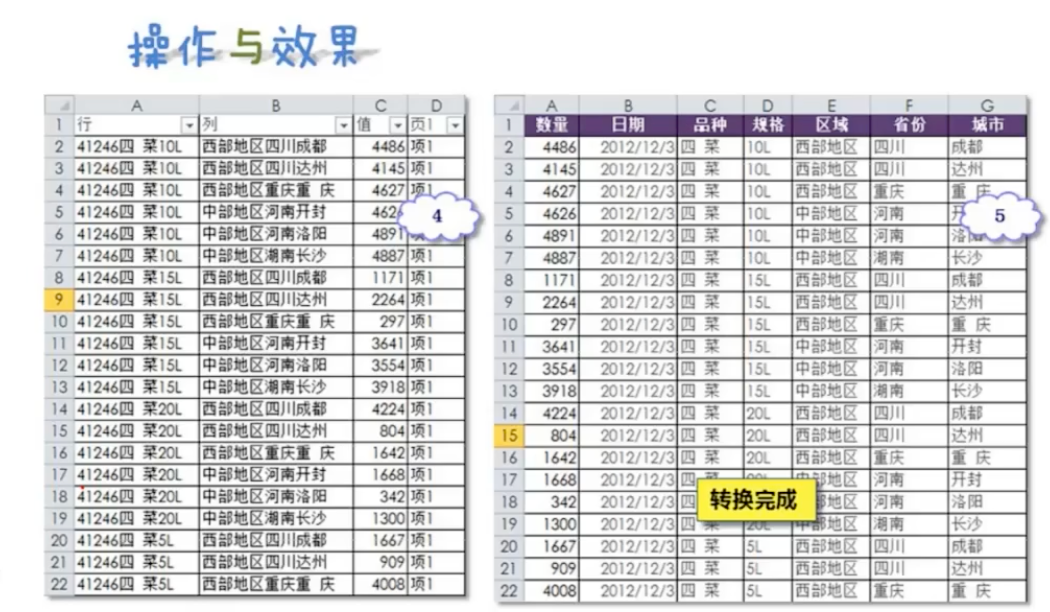 操作与效果
A B C D
1 行 列 值 页1
2 41246四 菜10L 西部地区四川成都 4486 项1
3 41246四 菜10L 西部地区四川达州 4145 项1
4 41246四 菜10L 西部地区重庆重 庆 4627 项1
5 41246四 菜10L 中部地区河南开封
6 41246四 菜10L 中部地区河南洛阳 4891
7 41246四 菜10L 中部地区湖南长沙 4887 项1
8 41246四 菜15L 西部地区四川成都 1171 项1
9 41246四 菜15L 西部地区四川达州 2264 项1
10 41246四 菜15L 西部地区重庆重 庆 297 项1
11 41246四 菜15L 中部地区河南开封 3641 项1
12 41246四 菜15L 中部地区河南洛阳 3554 项1
13 41246四 菜15L 中部地区湖南长沙 3918 项1
14 41246四 菜20L 西部地区四川成都 4224 项1
15 41246四 菜20L 西部地区四川达州 804 项1
16 41246四 菜20L 西部地区重庆重 庆 1642 项1
17 41246四 菜20L 中部地区河南开封 1668 项1
18 41246四 菜20L 中部地区河南洛阳 342 项1
19 41246四 菜20L 中部地区湖南长沙 1300 项1
20 41246四 菜5L 西部地区四川成都 1667 项1
21 41246四 菜5L 西部地区四川达州 909 项1
22 41246四 菜5L 西部地区重庆重 庆 4008 项1
4
A B C D E F G
1 数量 日期 品种 规格 区域 省份 城市
2 4486 2012/12/3 四 菜 10L 西部地区 四川 成都
3 4145 2012/12/3 四 菜 10L 西部地区 四川 达州
4 4627 2012/12/3 四 菜 10L 西部地区 重庆 重 庆
5 4626 2012/12/3 四 菜 10L 中部地区 河南
6 4891 2012/12/3 四 菜 10L 中部地区 河南
7 4887 2012/12/3 四 菜 10L 中部地区 湖南 长沙
8 1171 2012/12/3 四 菜 15L 西部地区 四川 成都
9 2264 2012/12/3 四 菜 15L 西部地区 四川 达州
10 297 2012/12/3 四 菜 15L 西部地区 重庆 重 庆
11 3641 2012/12/3 四 菜 15L 中部地区 河南 开封
12 3554 2012/12/3 四 菜 15L 中部地区 河南 洛阳
13 3918 2012/12/3 四 菜 15L 中部地区 湖南 长沙
14 4224 2012/12/3 四 菜 20L 西部地区 四川 成都
15 804 2012/12/3 四 菜 20L 西部地区 四川 达州
16 1642 2012/12/3 四 菜 20L 西部地区 重庆 重 庆
17 1668 2012/12/3 河南 开封
18 342 2012/12/3 河南 洛阳
19 1300 2012/12/3 四 菜 20L 中部地区 湖南 长沙
20 1667 2012/12/3 四 菜 5L 西部地区 四川 成都
21 909 2012/12/3 四 菜 5L 西部地区 四川 达州
22 4008 2012/12/3 四 菜 5L 西部地区 重庆 重 庆
5
转换完成